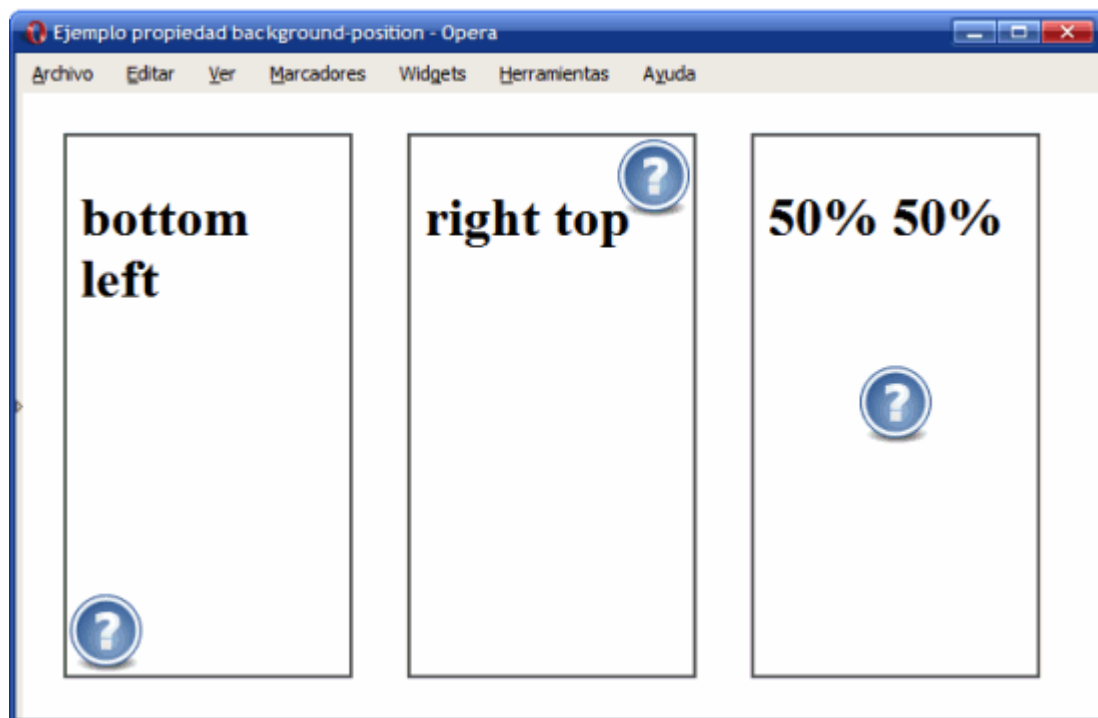 Ejemplo propiedad background-position - Opera
Archivo Editar Ver Marcadores Widgets Herramientas Ayuda
bottom
left
?
right top
?
50% 50%
?